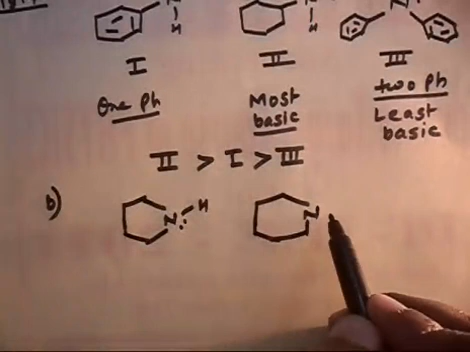 N N N
H H
I II III
One Ph Most basic two Ph
Least basic
II > I > III
b) N H N